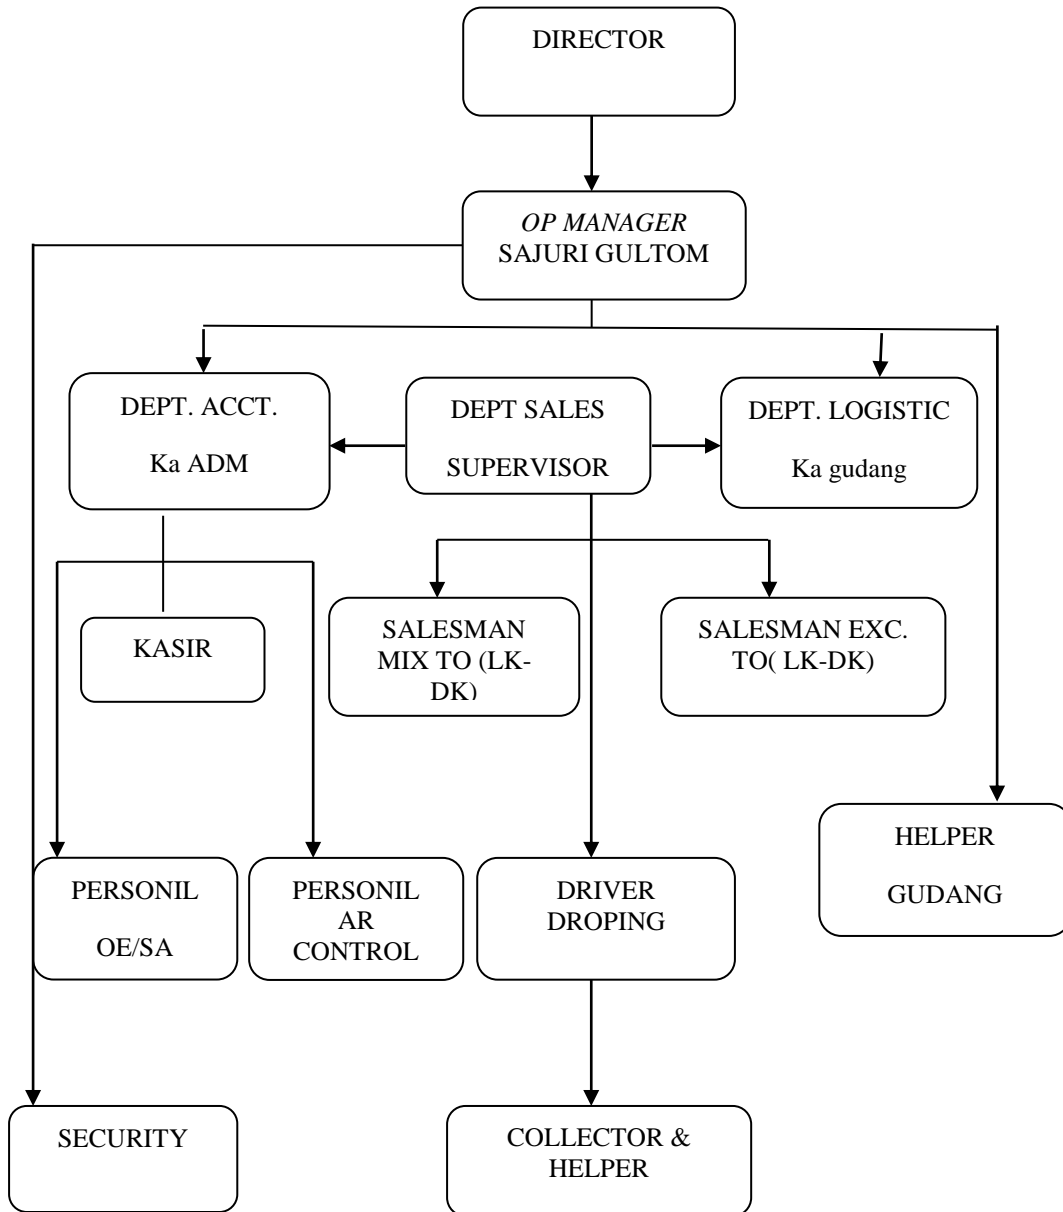 DIRECTOR
OP MANAGER
SAJURI GULTOM
DEPT. ACCT.
Ka ADM
DEPT SALES
SUPERVISOR
DEPT. LOGISTIC
Ka gudang
KASIR
SALESMAN
MIX TO (LK-
DK)
SALESMAN EXC.
TO( LK-DK)
HELPER
GUDANG
PERSONIL
OE/SA
PERSONIL
AR
CONTROL
DRIVER
DROPING
SECURITY
COLLECTOR &
HELPER